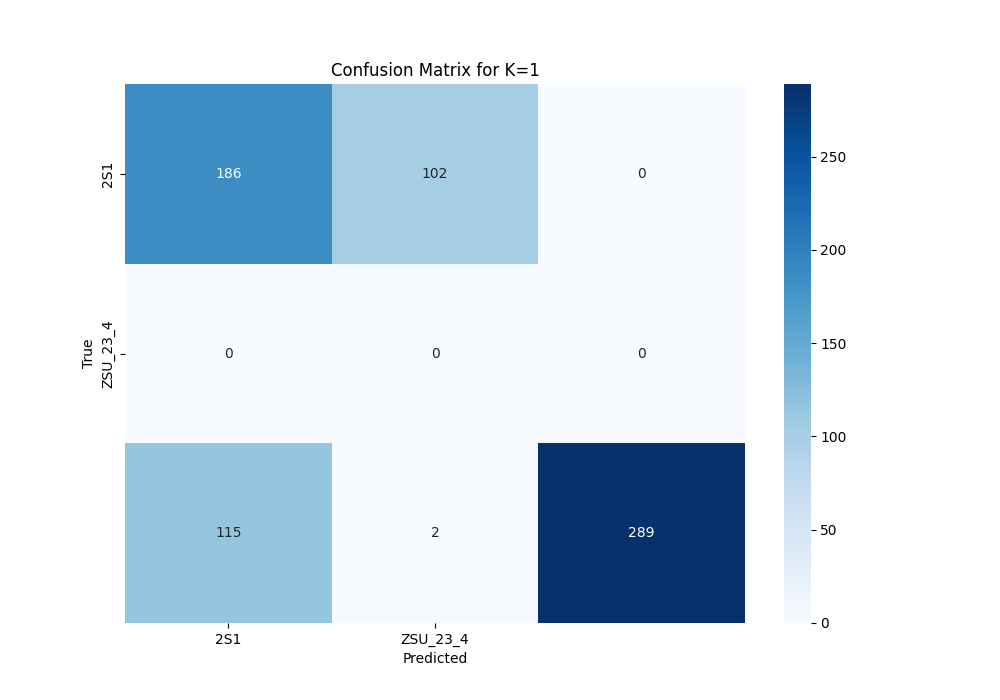 Confusion Matrix for K=1
2S1
186 102 0
250
200
True
ZSU_23_4
0 0 0
150
100
115 2 289
50
0
2S1 ZSU_23_4
Predicted